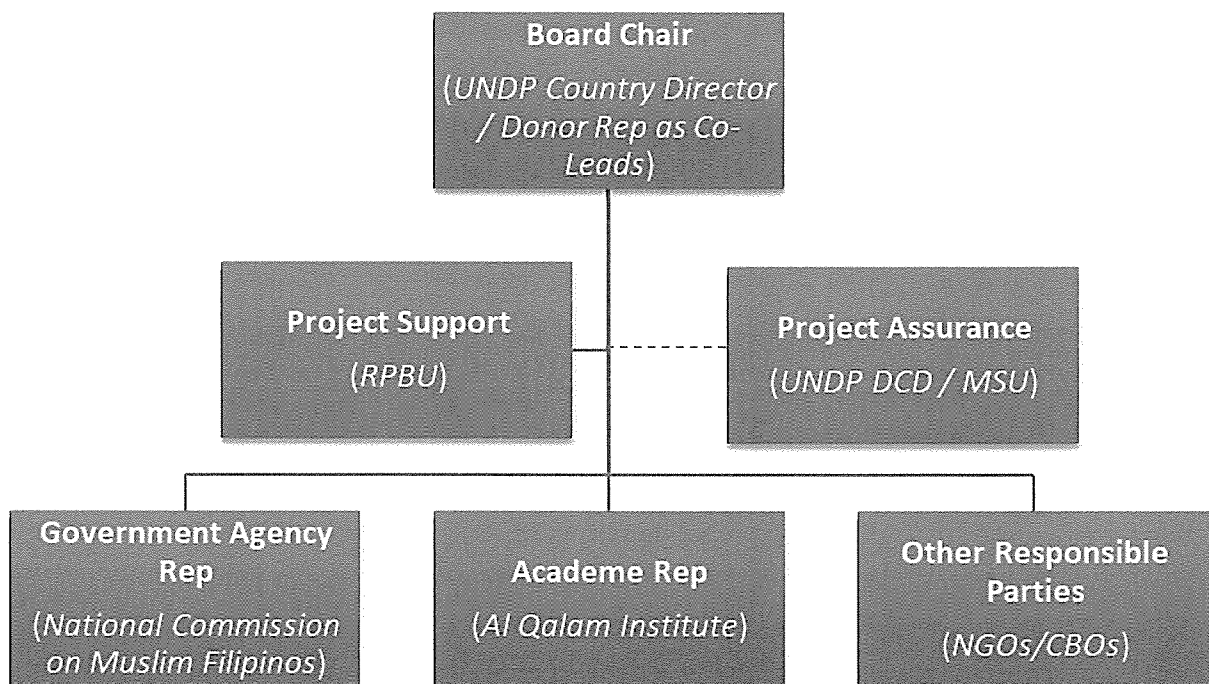 Board Chair
(UNDP Country Director
/ Donor Rep as Co-
Leads)
Project Support
(RPBU)
Project Assurance
(UNDP DCD / MSU)
Government Agency
Rep
(National Commission
on Muslim Filipinos)
Academe Rep
(Al Qalam Institute)
Other Responsible
Parties
(NGOs/CBOs)